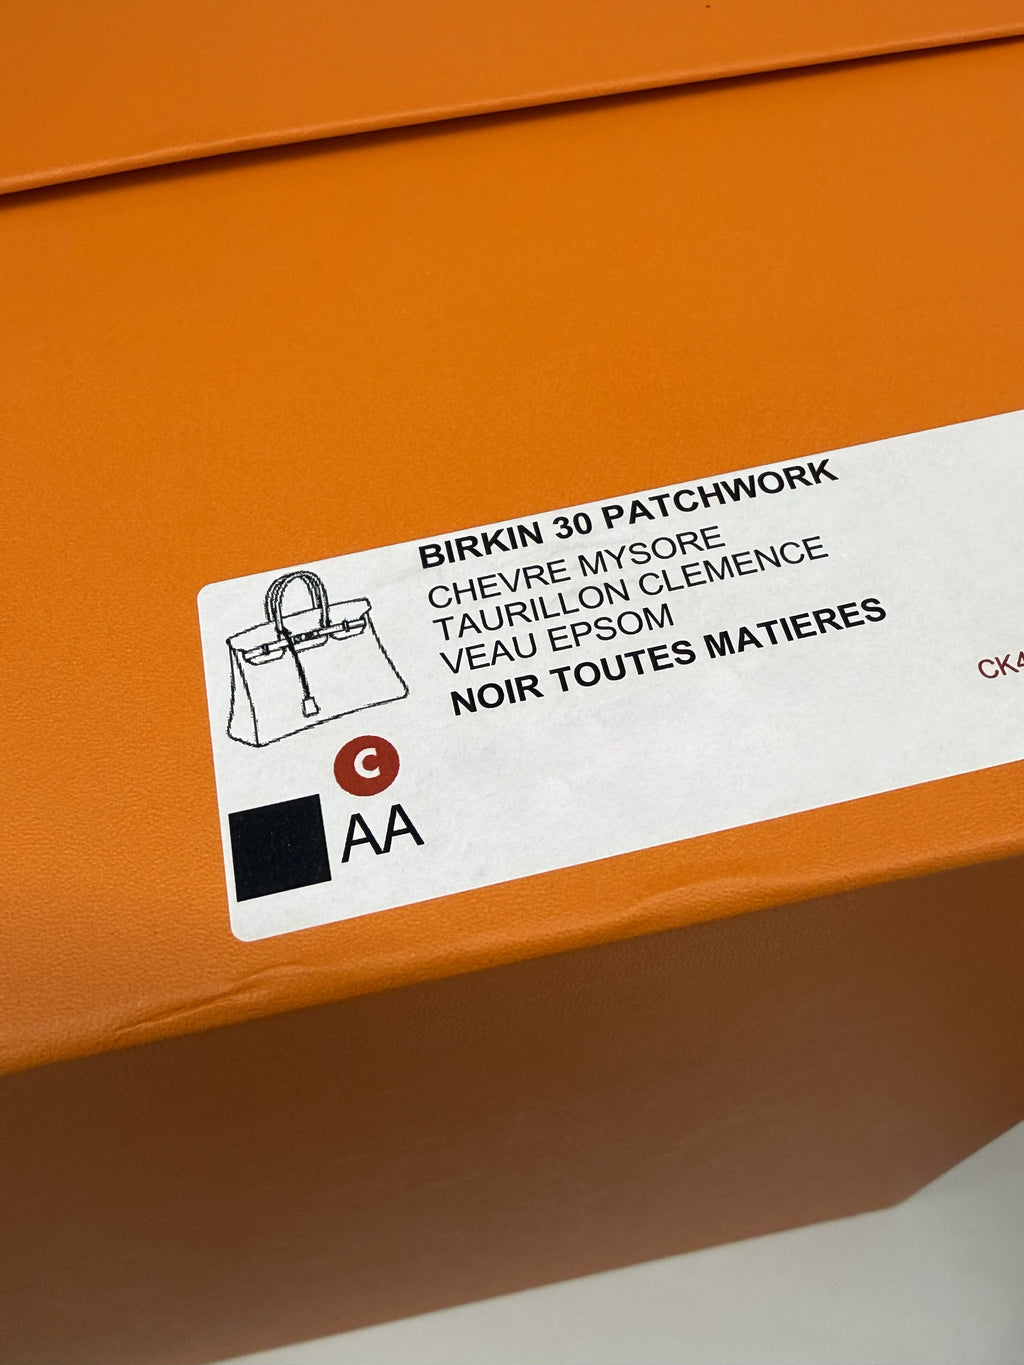 BIRKIN 30 PATCHWORK
CHEVRE MYSORE
TAURILLON CLEMENCE
VEAU EPSOM
NOIR TOUTES MATIERES
CK4
C
AA